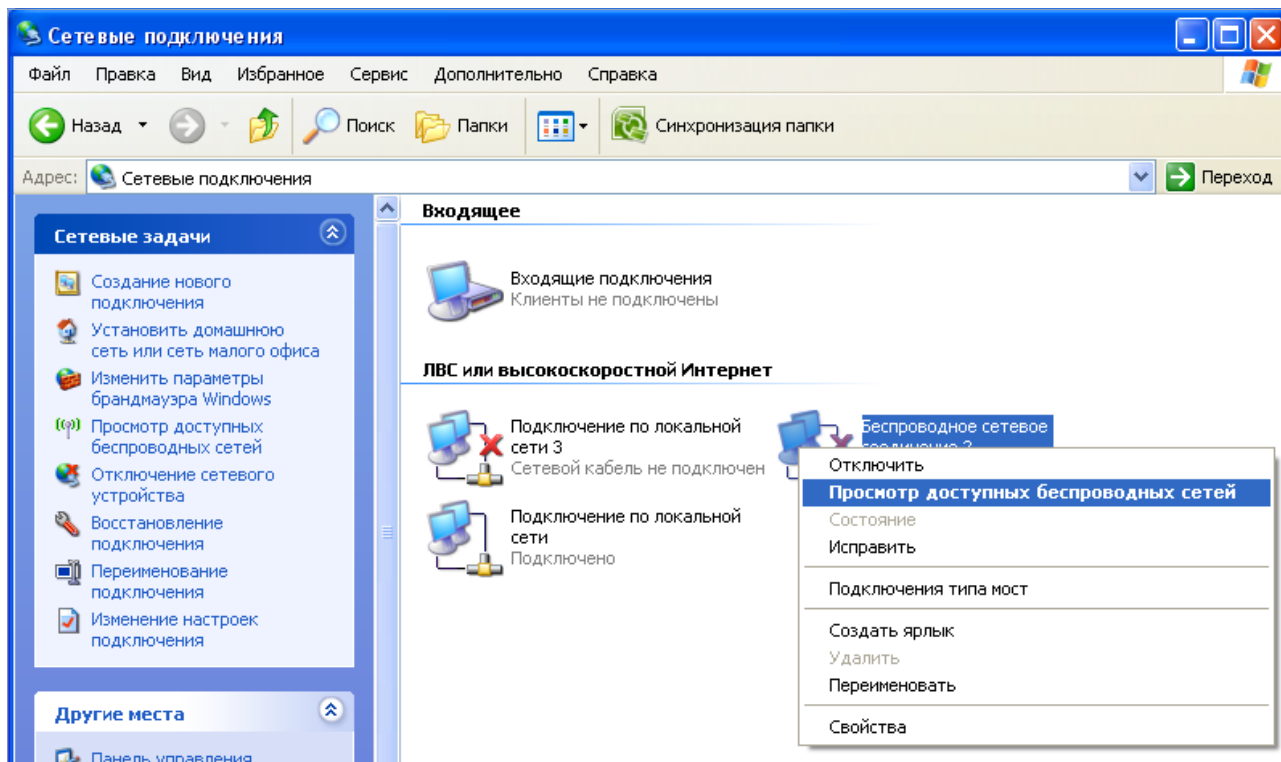 Сетевые подключения
Файл Правка Вид Избранное Сервис Дополнительно Справка
Назад Поиск Папки Синхронизация папки
Адрес: Сетевые подключения Переход
Сетевые задачи
Создание нового
подключения
Установить домашнюю
сеть или сеть малого офиса
Изменить параметры
брандмауэра Windows
Просмотр доступных
беспроводных сетей
Отключение сетевого
устройства
Восстановление
подключения
Переименование
подключения
Изменение настроек
подключения
Другие места
Панель управления
Входящее
Входящие подключения
Клиенты не подключены
ЛВС или высокоскоростной Интернет
Подключение по локальной
сети 3
Сетевой кабель не подключен
Подключение по локальной
сети
Подключено
Беспроводное сетевое
соединение
Отключить
Просмотр доступных беспроводных сетей
Состояние
Исправить
Подключения типа мост
Создать ярлык
Удалить
Переименовать
Свойства